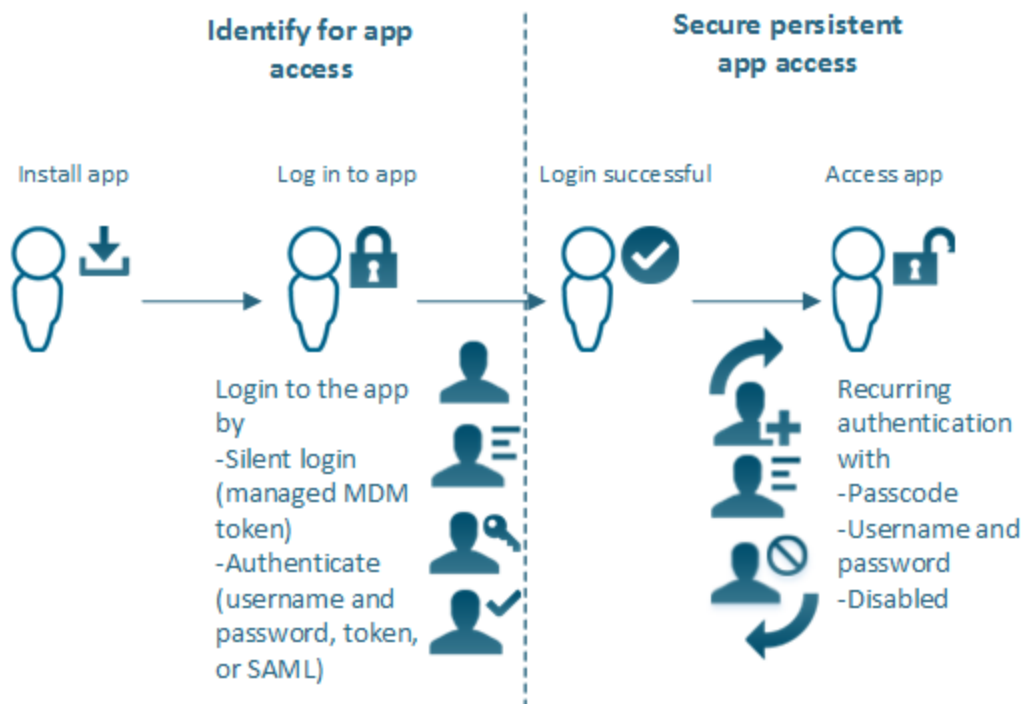 Identify for app
access
Secure persistent
app access
Install app
Log in to app
Login successful
Access app
Login to the app
by
-Silent login
(managed MDM
token)
-Authenticate
(username and
password, token,
or SAML)
Recurring
authentication
with
-Passcode
-Username and
password
-Disabled